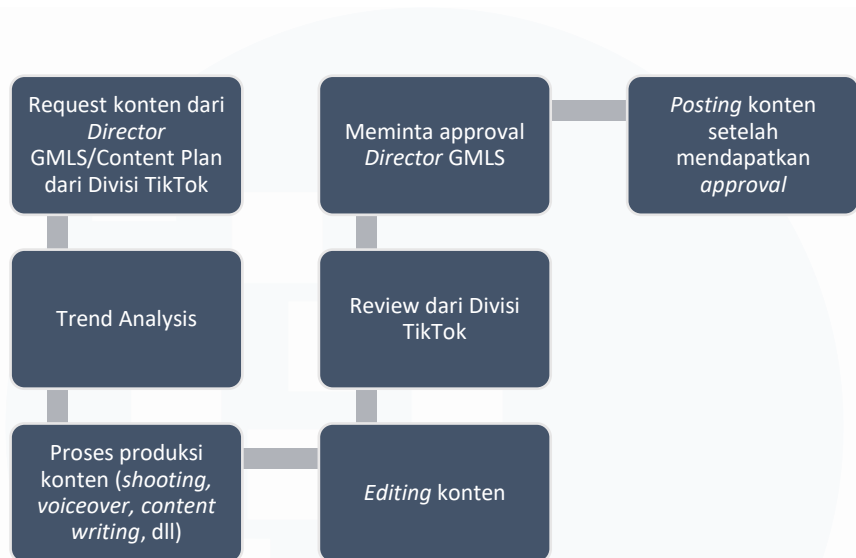 Request konten dari
Director
GMLS/Content Plan
dari Divisi TikTok
Trend Analysis
Proses produksi
konten (shooting,
voiceover, content
writing, dll)
Editing konten
Review dari Divisi
TikTok
Meminta approval
Director GMLS
Posting konten
setelah
mendapatkan
approval